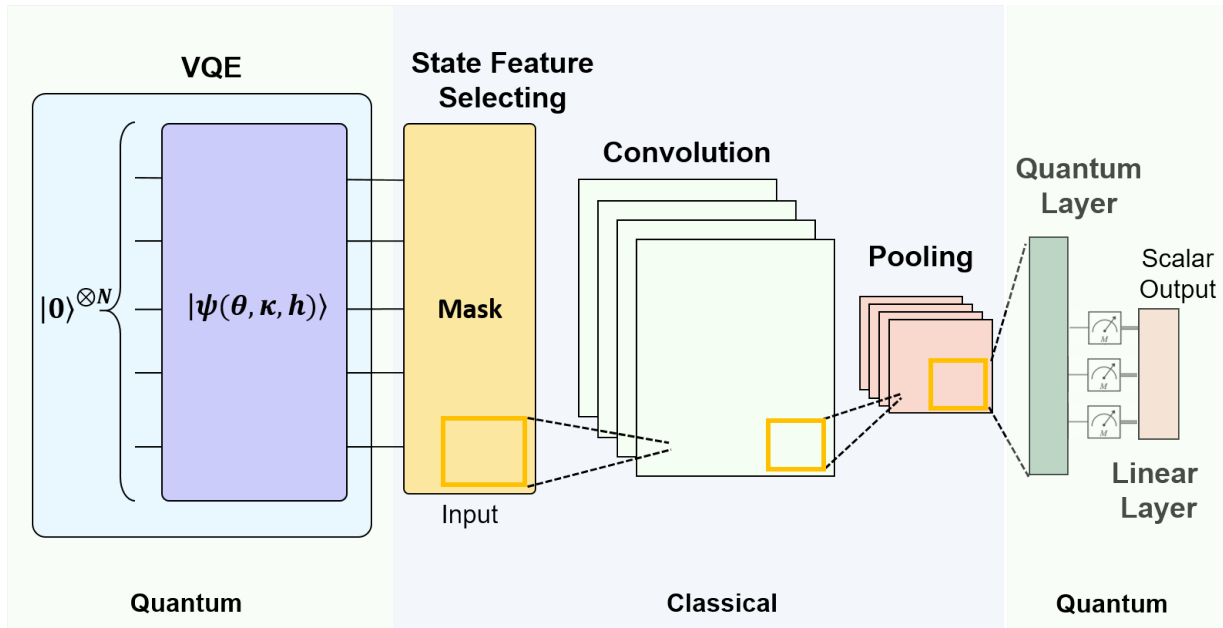 VQE
|0⟩⊗N
|ψ(θ, κ, h)⟩
State Feature
Selecting
Mask
Input
Convolution
Pooling
Quantum
Layer
M
M
M
Scalar
Output
Linear
Layer
Quantum
Classical
Quantum